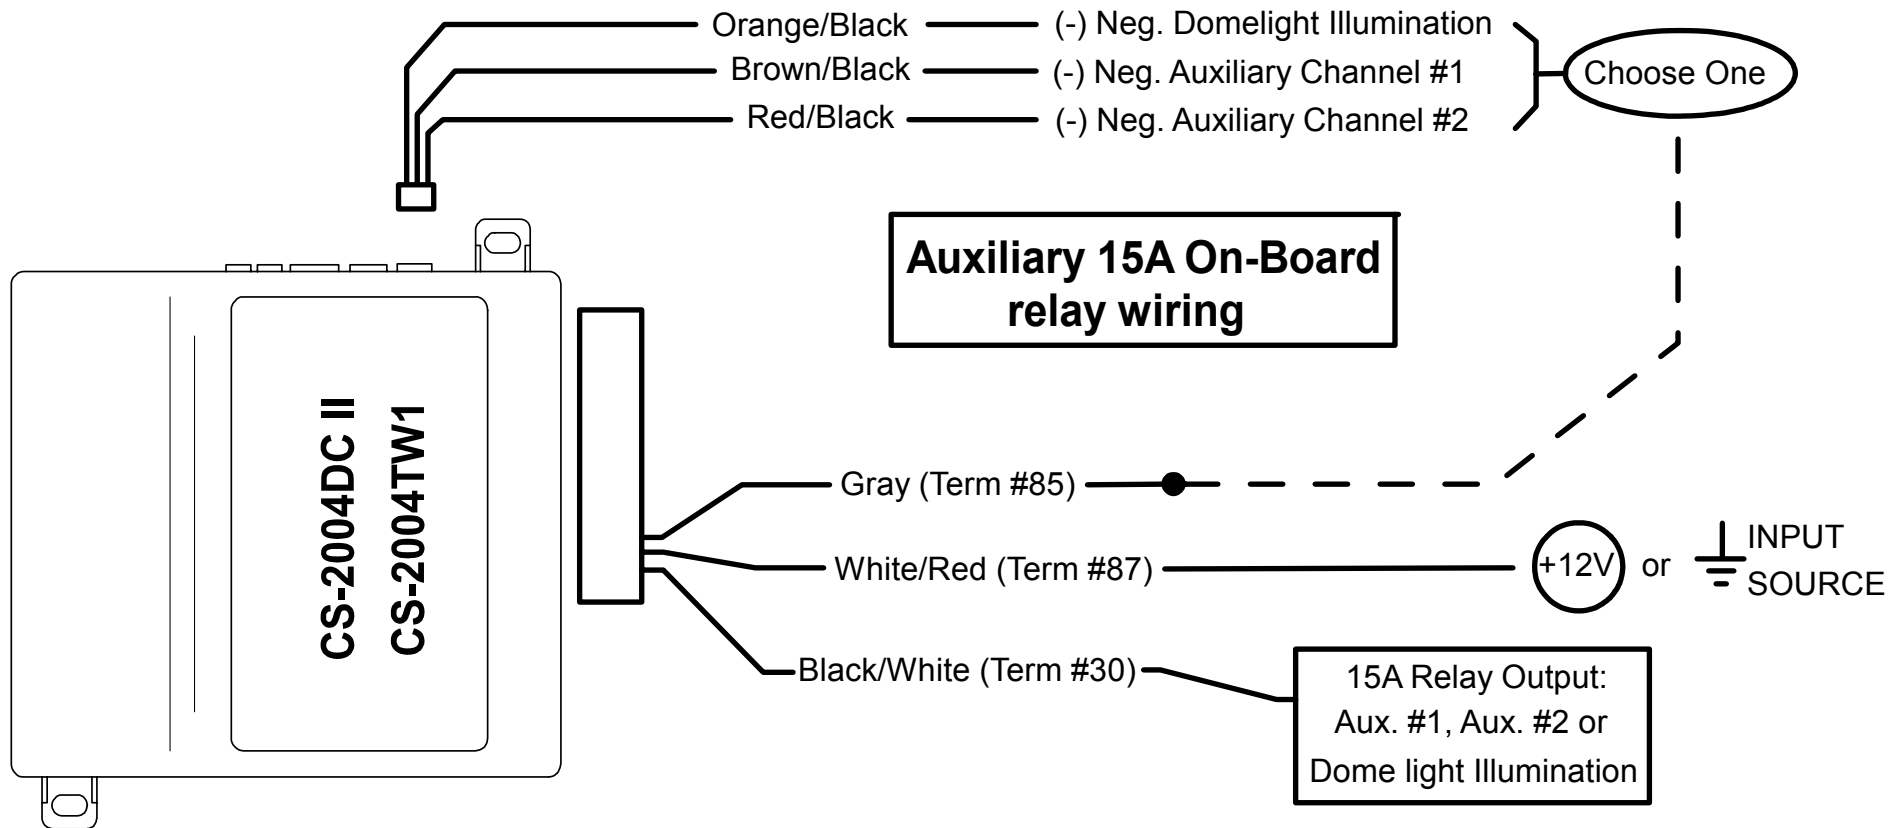 Orange/Black (-) Neg. Domelight Illumination
Brown/Black (-) Neg. Auxiliary Channel #1
Red/Black (-) Neg. Auxiliary Channel #2
Choose One
Auxiliary 15A On-Board
relay wiring
CS-2004DC II
CS-2004TW1
Gray (Term #85)
White/Red (Term #87)
+12V or INPUT
SOURCE
Black/White (Term #30)
15A Relay Output:
Aux. #1, Aux. #2 or
Dome light Illumination